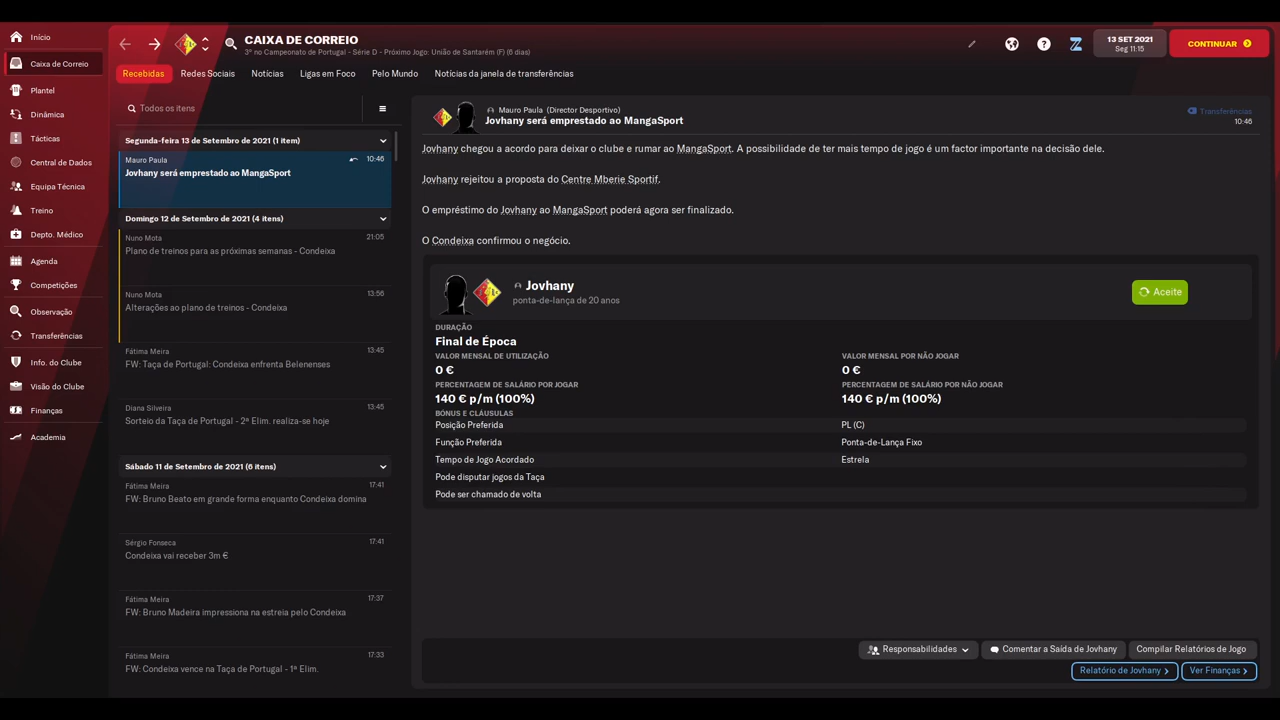 Início
Caixa de Correio
Plantel
Dinâmica
Tácticas
Central de Dados
Equipa Técnica
Treino
Depto. Médico
Agenda
Competições
Observação
Transferências
Info. do Clube
Visão do Clube
Finanças
Academia
CAIXA DE CORREIO
3º no Campeonato de Portugal - Série D - Próximo Jogo: União de Santarém (F) (6 dias)
13 SET 2021
Seg 11:15
CONTINUAR
Recebidas Redes Sociais Notícias Ligas em Foco Pelo Mundo Notícias da janela de transferências
Todos os itens
Segunda-feira 13 de Setembro de 2021 (1 item)
Mauro Paula 10:46
Jovhany será emprestado ao MangaSport
Domingo 12 de Setembro de 2021 (4 itens)
Nuno Mota 21:05
Plano de treinos para as próximas semanas - Condeixa
Nuno Mota 13:56
Alterações ao plano de treinos - Condeixa
Fátima Meira 13:45
FW: Taça de Portugal: Condeixa enfrenta Belenenses
Diana Silveira 13:45
Sorteio da Taça de Portugal - 2ª Elim. realiza-se hoje
Sábado 11 de Setembro de 2021 (6 itens)
Fátima Meira 17:41
FW: Bruno Beato em grande forma enquanto Condeixa domina
Sérgio Fonseca 17:41
Condeixa vai receber 3m €
Fátima Meira 17:37
FW: Bruno Madeira impressiona na estreia pelo Condeixa
Fátima Meira 17:33
FW: Condeixa vence na Taça de Portugal - 1ª Elim.
Mauro Paula (Director Desportivo) Transferências
Jovhany será emprestado ao MangaSport 10:46
Jovhany chegou a acordo para deixar o clube e rumar ao MangaSport. A possibilidade de ter mais tempo de jogo é um factor importante na decisão dele.
Jovhany rejeitou a proposta do Centre Mberie Sportif.
O empréstimo do Jovhany ao MangaSport poderá agora ser finalizado.
O Condeixa confirmou o negócio.
Jovhany
ponta-de-lança de 20 anos
Aceite
DURAÇÃO
Final de Época
VALOR MENSAL DE UTILIZAÇÃO VALOR MENSAL POR NÃO JOGAR
0 € 0 €
PERCENTAGEM DE SALÁRIO POR JOGAR PERCENTAGEM DE SALÁRIO POR NÃO JOGAR
140 € p/m (100%) 140 € p/m (100%)
BÓNUS E CLÁUSULAS
Posição Preferida PL (C)
Função Preferida Ponta-de-Lança Fixo
Tempo de Jogo Acordado Estrela
Pode disputar jogos da Taça
Pode ser chamado de volta
Responsabilidades Comentar a Saída de Jovhany Compilar Relatórios de Jogo
Relatório de Jovhany Ver Finanças